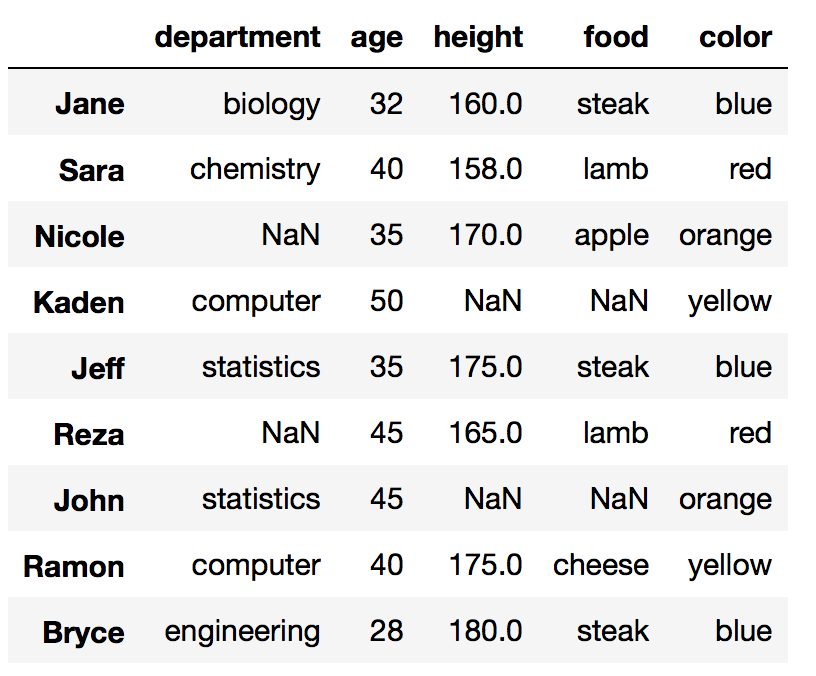 department age height food color
Jane biology 32 160.0 steak blue
Sara chemistry 40 158.0 lamb red
Nicole NaN 35 170.0 apple orange
Kaden computer 50 NaN NaN yellow
Jeff statistics 35 175.0 steak blue
Reza NaN 45 165.0 lamb red
John statistics 45 NaN NaN orange
Ramon computer 40 175.0 cheese yellow
Bryce engineering 28 180.0 steak blue